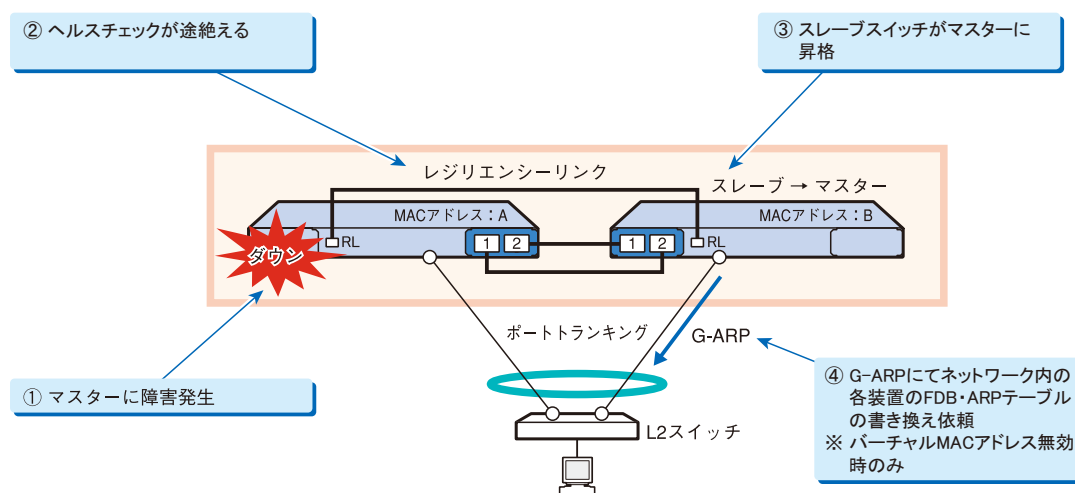 ② ヘルスチェックが途絶える
③ スレーブスイッチがマスターに
昇格
レジリエンシーリンク
スレーブ → マスター
MACアドレス：A
MACアドレス：B
ダウン
RL
1 2
1 2
RL
ポートトランキング
G-ARP
① マスターに障害発生
④ G-ARPにてネットワーク内の
各装置のFDB・ARPテーブル
の書き換え依頼
※ バーチャルMACアドレス無効
時のみ
L2スイッチ